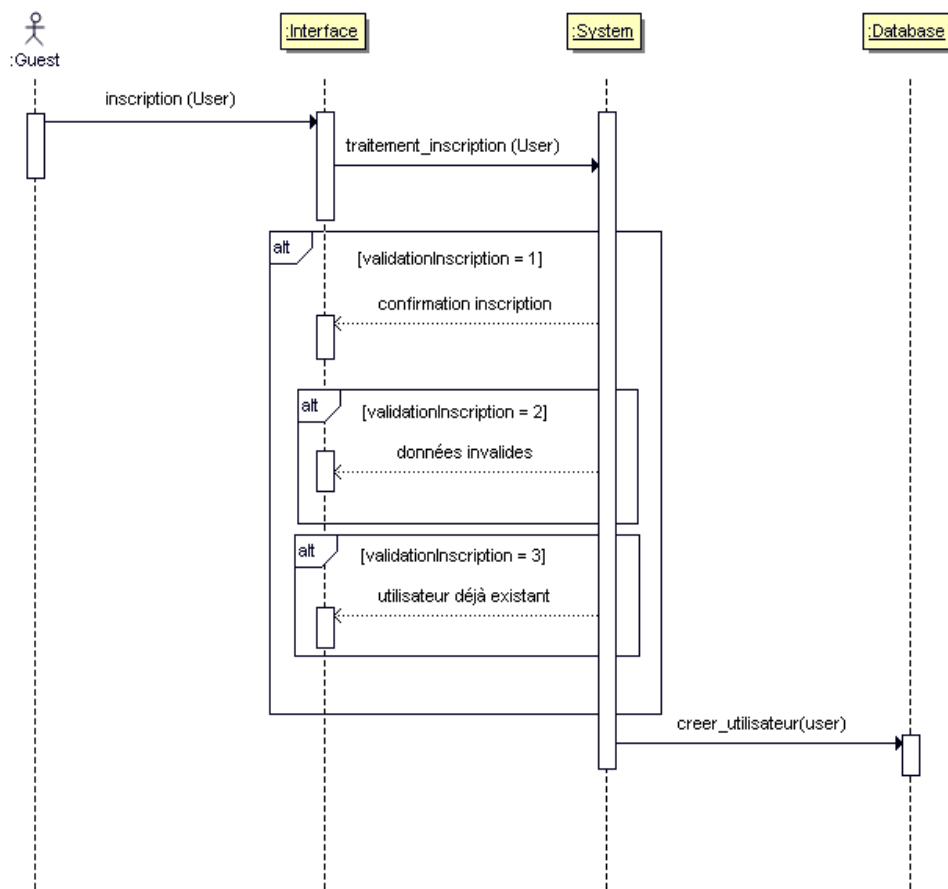 :Guest
:Interface
:System
:Database
inscription (User)
traitement_inscription (User)
alt
[validationInscription = 1]
confirmation inscription
alt
[validationInscription = 2]
données invalides
alt
[validationInscription = 3]
utilisateur déjà existant
creer_utilisateur(user)